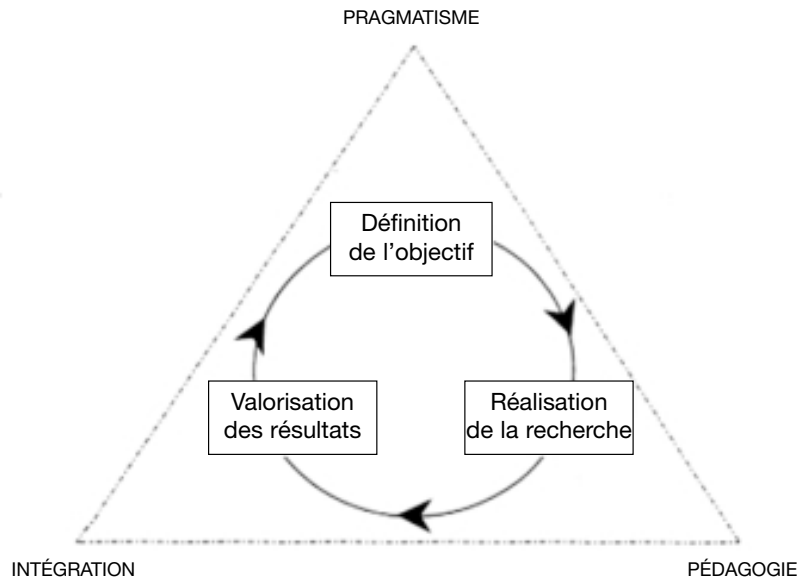 PRAGMATISME
Définition
de l'objectif
Valorisation
des résultats
Réalisation
de la recherche
INTÉGRATION
PÉDAGOGIE